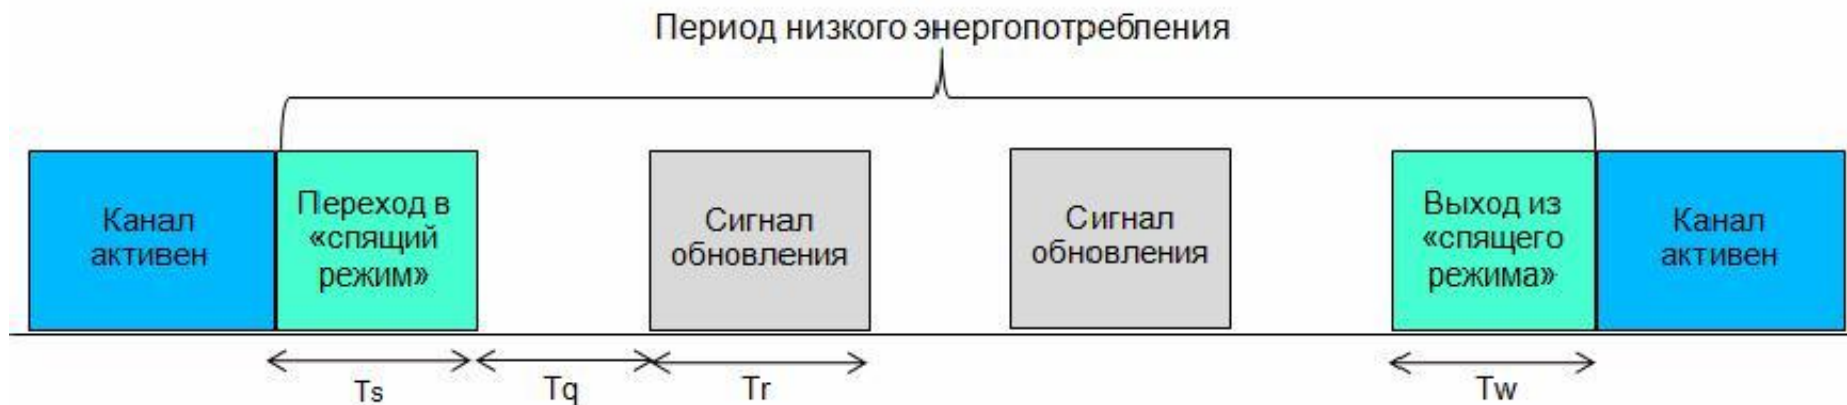 Период низкого энергопотребления
Канал
активен
Переход в
«спящий
режим»
Сигнал
обновления
Сигнал
обновления
Выход из
«спящего
режима»
Канал
активен
Ts
Tq
Tr
Tw